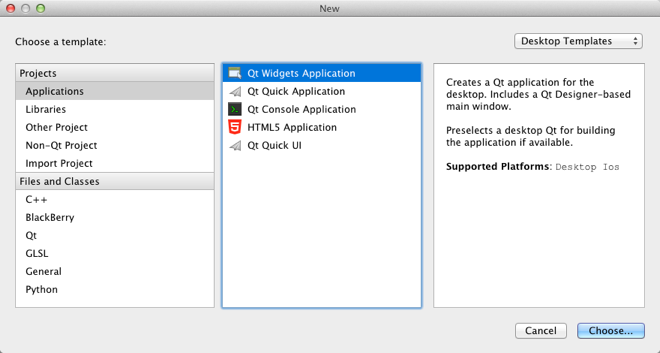 New
Choose a template:
Desktop Templates
Projects
Applications
Libraries
Other Project
Non-Qt Project
Import Project
Files and Classes
C++
BlackBerry
Qt
GLSL
General
Python
Qt Widgets Application
Qt Quick Application
Qt Console Application
HTML5 Application
Qt Quick UI
Creates a Qt application for the
desktop. Includes a Qt Designer-based
main window.
Preselects a desktop Qt for building
the application if available.
Supported Platforms: Desktop Ios
Cancel
Choose...